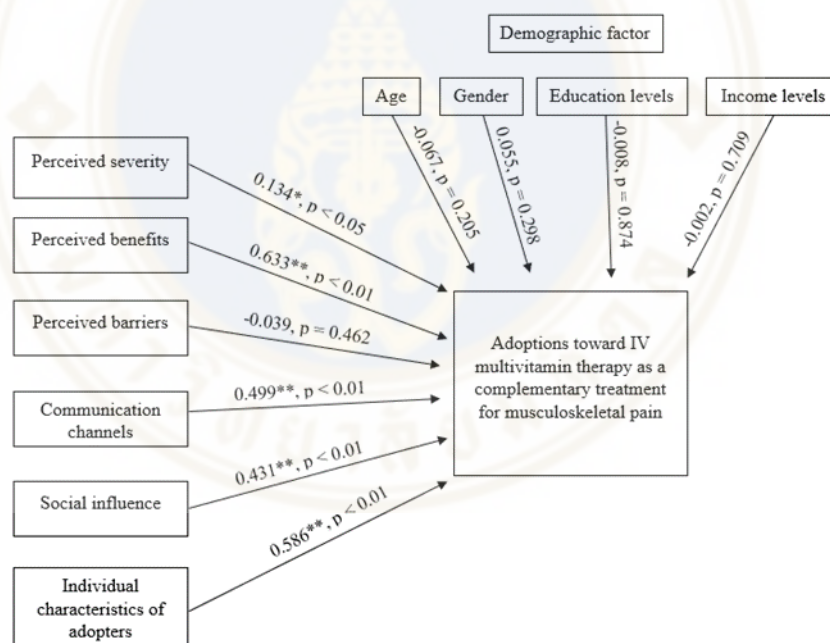 Demographic factor
Age
Gender
Education levels
Income levels
-0.067, p = 0.205
0.055, p = 0.298
-0.008, p = 0.874
-0.002, p = 0.709
Perceived severity
0.134*, p < 0.05
Perceived benefits
0.633**, p < 0.01
Perceived barriers
-0.039, p = 0.462
Communication
channels
0.499**, p < 0.01
Social influence
0.431**, p < 0.01
Individual
characteristics of
adopters
0.586**, p < 0.01
Adoptions toward IV
multivitamin therapy as a
complementary treatment
for musculoskeletal pain